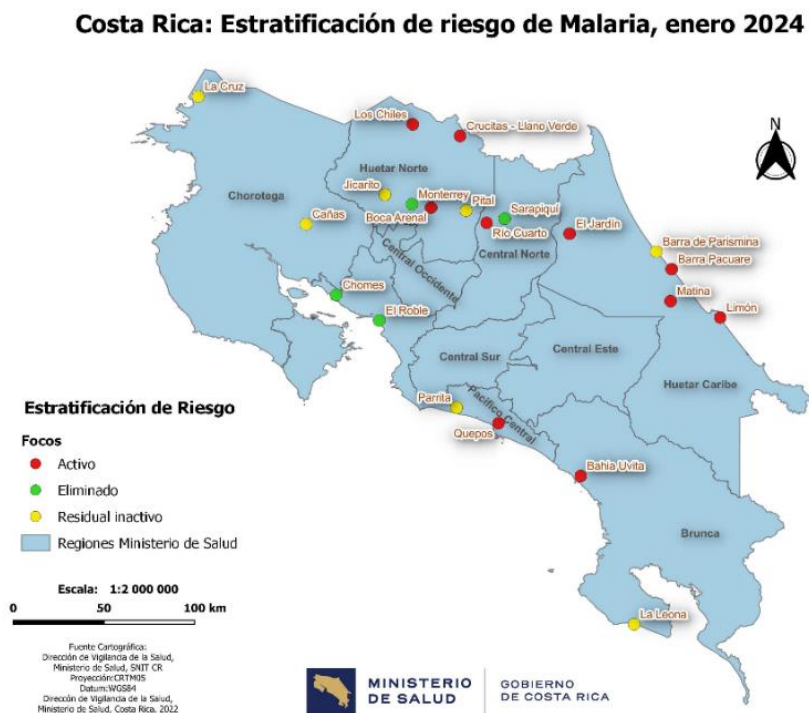 Costa Rica: Estratificación de riesgo de Malaria, enero 2024
La Cruz
Los Chiles
Crucitas - Llano Verde
N
Huetar Norte
Jicarito
Monterrey
Pital
Chorotega
Boca Arenal
Sarapiquí
Cañas
Río Cuarto
El Jardín
Central Norte
Barra de Parismina
Barra Pacuare
Central Occidente
Chomes
Matina
El Roble
Limón
Central Sur
Central Este
Huetar Caribe
Parrita
Pacífico Central
Quepos
Bahía Uvita
Brunca
La Leona
Estratificación de Riesgo
Focos
Activo
Eliminado
Residual inactivo
Regiones Ministerio de Salud
Escala: 1:2 000 000
0 50 100 km
Fuente Cartográfica:
Dirección de Vigilancia de la Salud,
Ministerio de Salud, SNIT CR
Proyección:CRTM05
Datum:WGS84
Dirección de Vigilancia de la Salud,
Ministerio de Salud, Costa Rica, 2022
MINISTERIO
DE SALUD
GOBIERNO
DE COSTA RICA